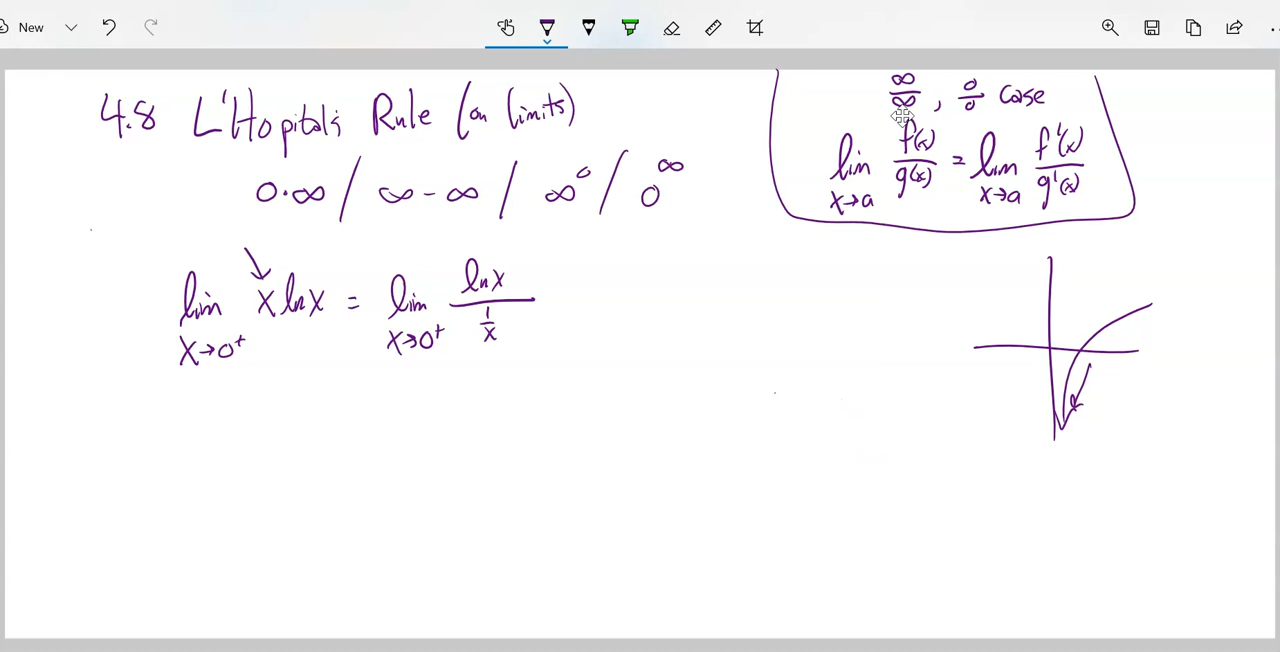 New
4.8 L'Hopital's Rule (on limits)
∞/∞, 0/0 case
lim x→a f(x)/g(x) = lim x→a f'(x)/g'(x)
0·∞ / ∞-∞ / ∞^0 / 0^∞
lim x→0+ x ln x = lim x→0+ ln x / (1/x)